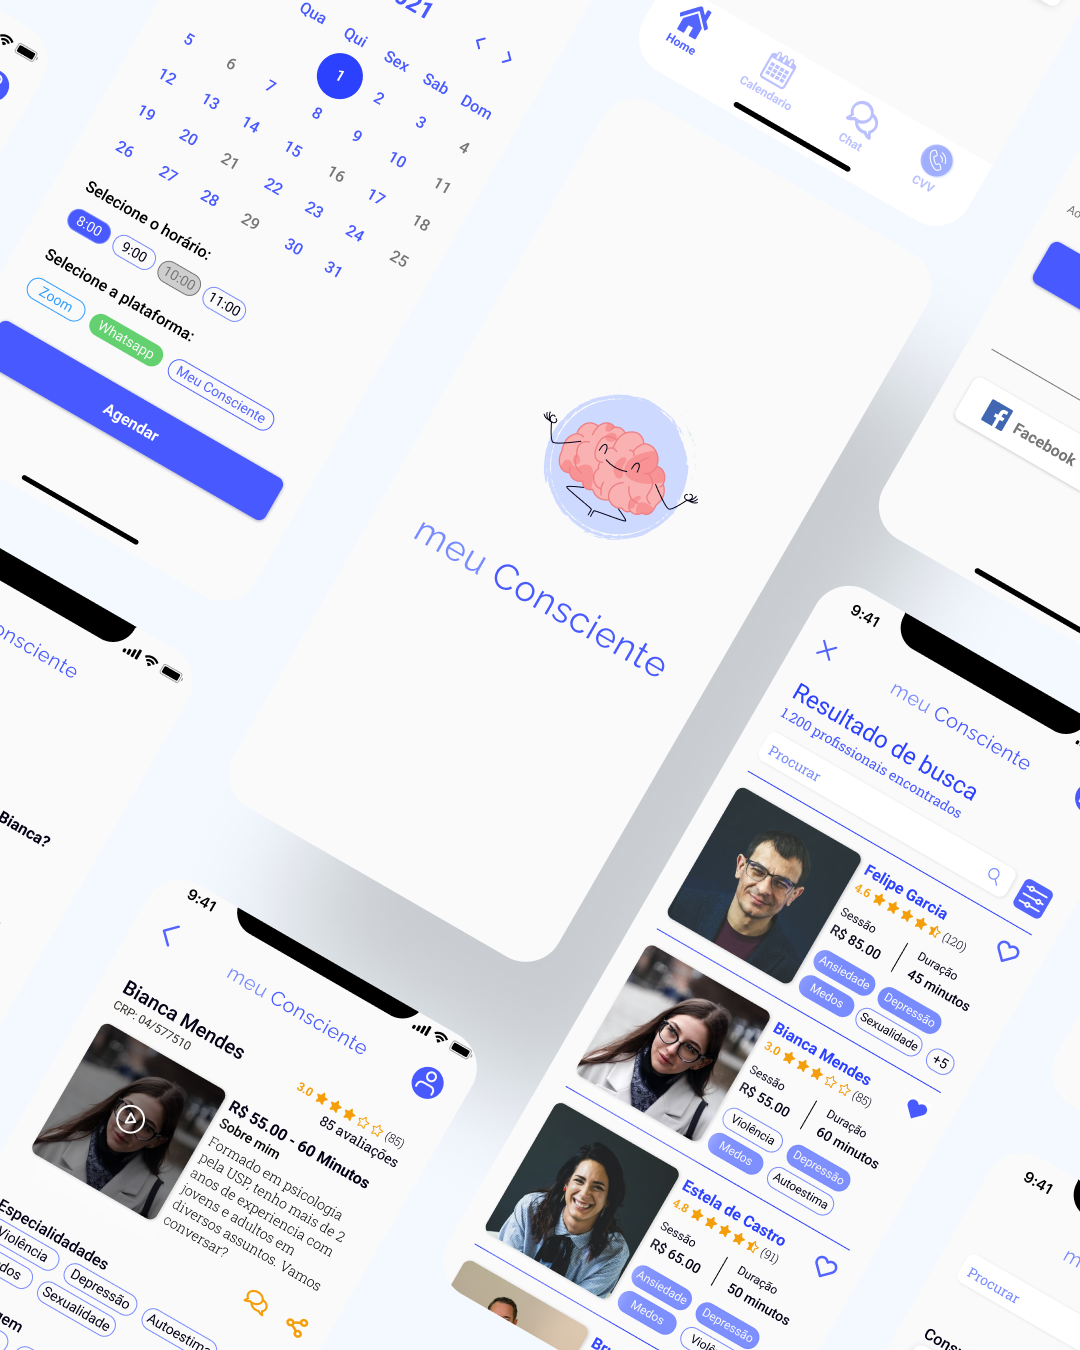 2021
Qua Qui Sex Sab Dom
1 2 3 4
5 6 7 8 9 10 11
12 13 14 15 16 17 18
19 20 21 22 23 24 25
26 27 28 29 30 31
Selecione o horário:
8:00 9:00 10:00 11:00
Selecione a plataforma:
Zoom Whatsapp Meu Consciente
Agendar
Home Calendario Chat CVV
meu Consciente
Facebook
onsciente
Bianca?
9:41
meu Consciente
Bianca Mendes
CRP: 04/577510
3.0 (85)
85 avaliações
R$ 55.00 - 60 Minutos
Sobre mim
Formado em psicologia
pela USP, tenho mais de 2
anos de experiencia com
jovens e adultos em
diversos assuntos. Vamos
conversar?
Especialidadades
Violência Depressão Autoestima
dos Sexualidade
gem
9:41
meu Consciente
Resultado de busca
1.200 profissionais encontrados
Procurar
Felipe Garcia
4.6 (120)
Sessão Duração
R$ 85.00 45 minutos
Ansiedade Depressão
Medos Sexualidade +5
Bianca Mendes
3.0 (85)
Sessão Duração
R$ 55.00 60 minutos
Violência Depressão
Medos Autoestima
Estela de Castro
4.8 (91)
Sessão Duração
R$ 65.00 50 minutos
Ansiedade Depressão
Medos Violê
Bru
9:41
m
Procurar
Cons
Ao